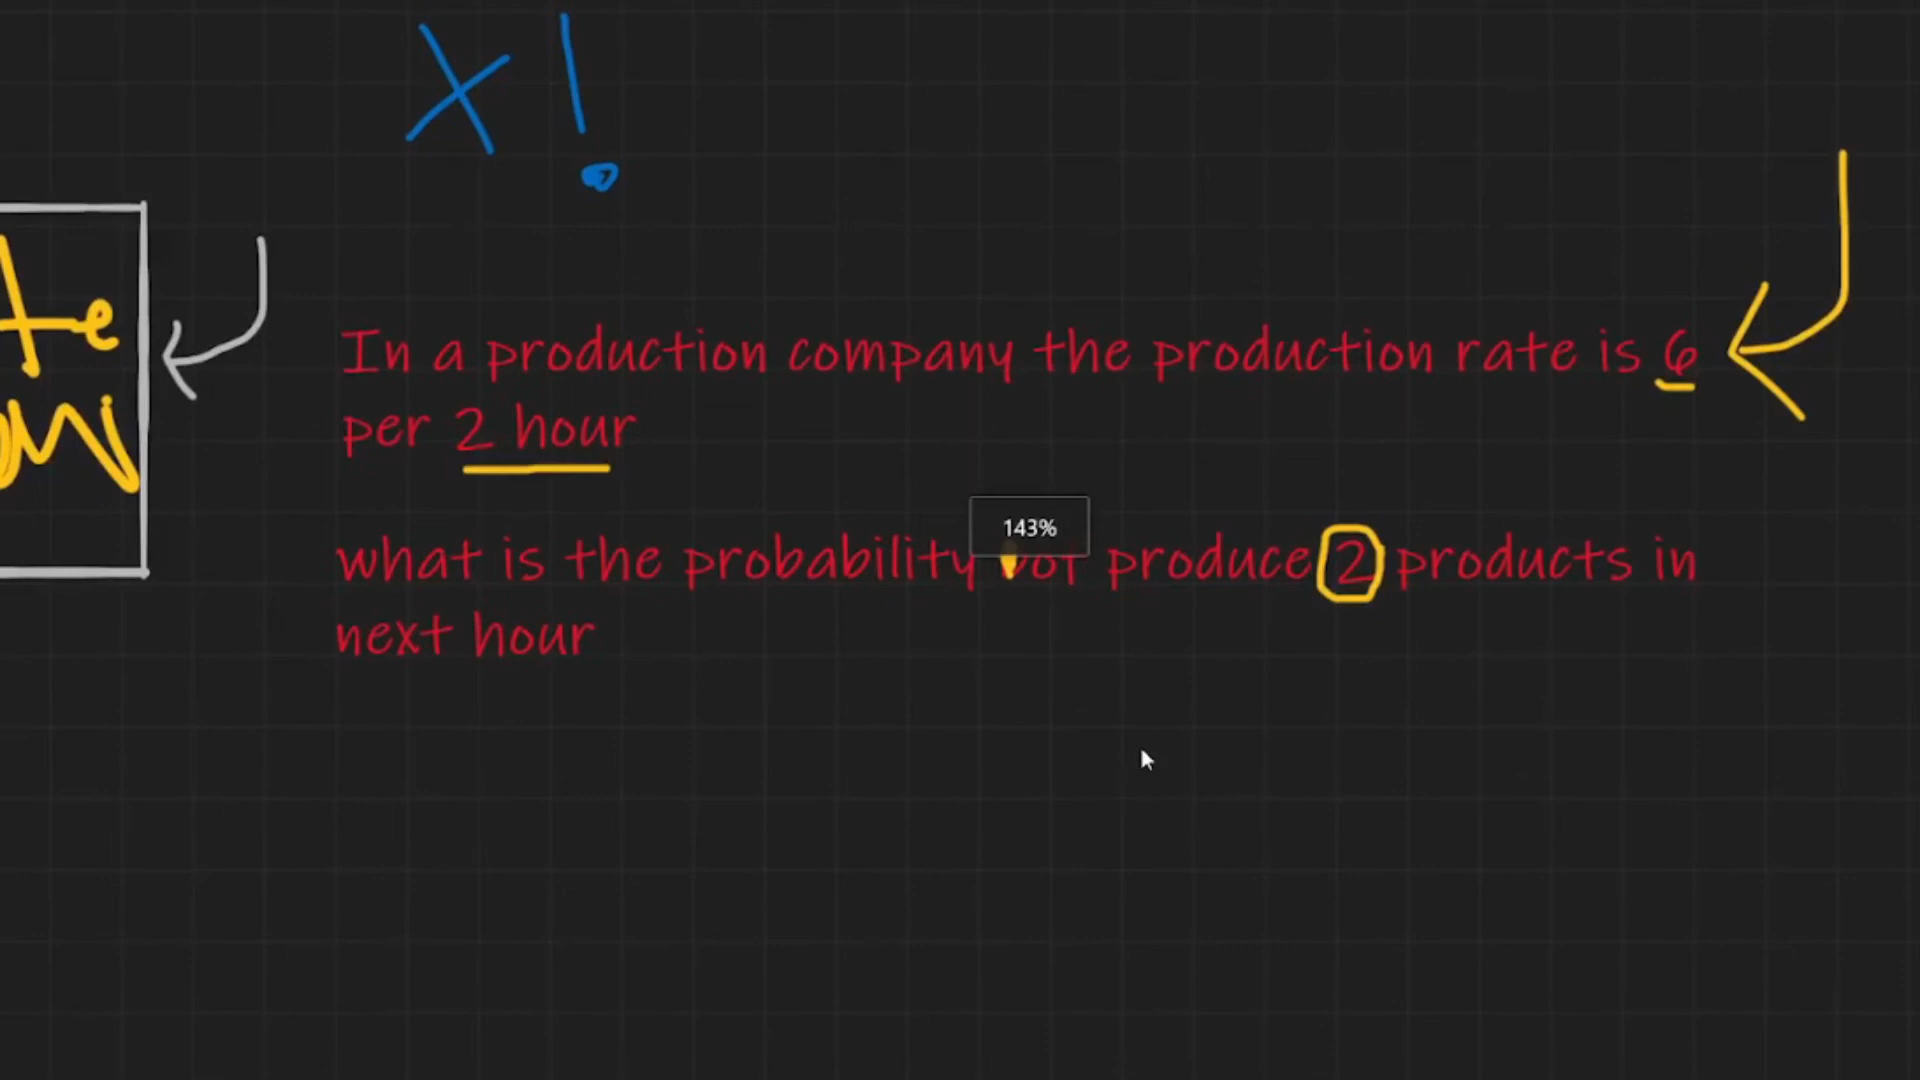 X!
te
In a production company the production rate is 6
per 2 hour
143%
what is the probability produce 2 products in
next hour